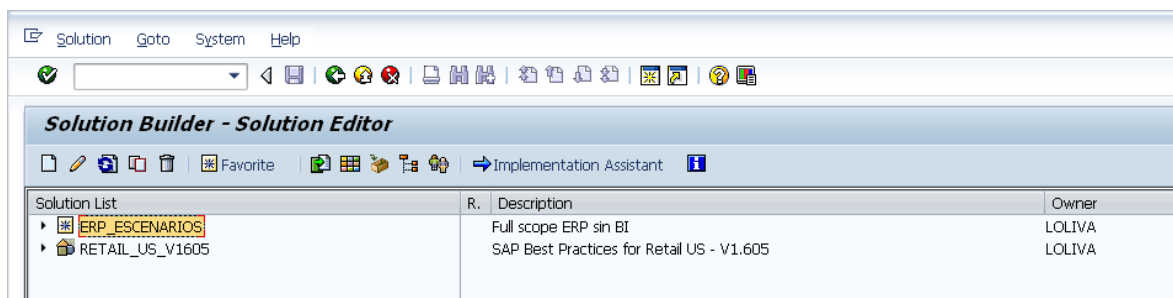 Solution Goto System Help
Solution Builder - Solution Editor
Favorite Implementation Assistant
Solution List R. Description Owner
ERP_ESCENARIOS Full scope ERP sin BI LOLIVA
RETAIL_US_V1605 SAP Best Practices for Retail US - V1.605 LOLIVA